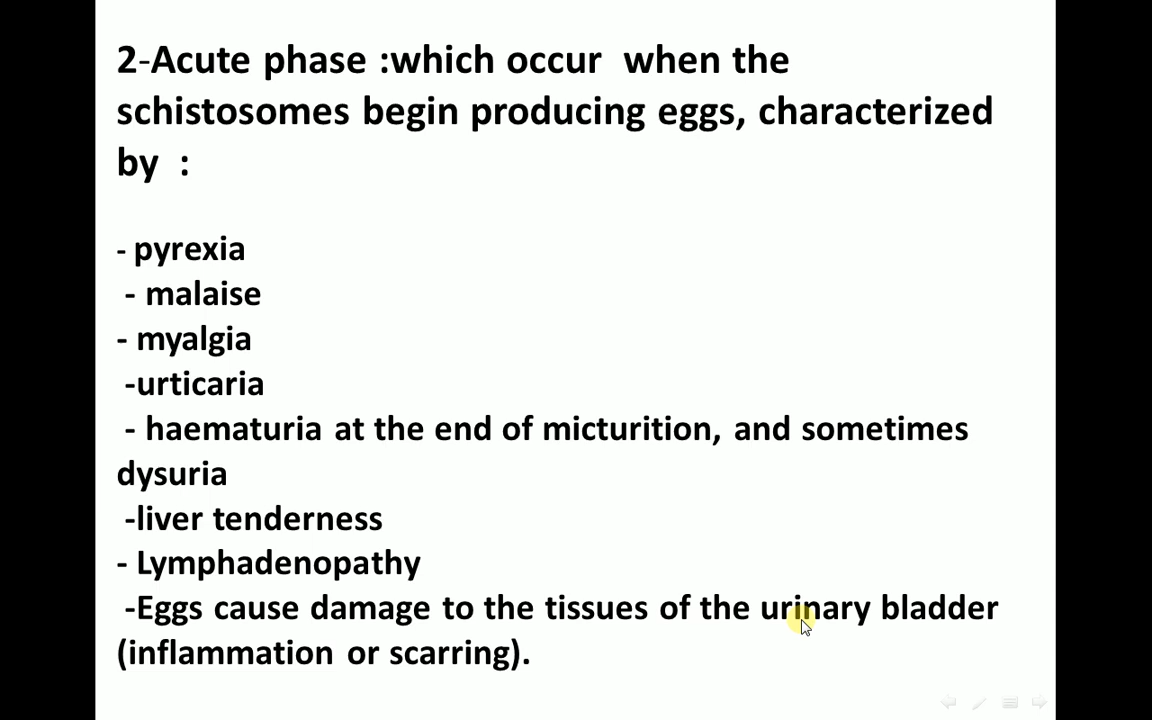 2-Acute phase :which occur  when the
schistosomes begin producing eggs, characterized
by  :
- pyrexia
- malaise
- myalgia
-urticaria
- haematuria at the end of micturition, and sometimes
dysuria
-liver tenderness
- Lymphadenopathy
-Eggs cause damage to the tissues of the urinary bladder
(inflammation or scarring).